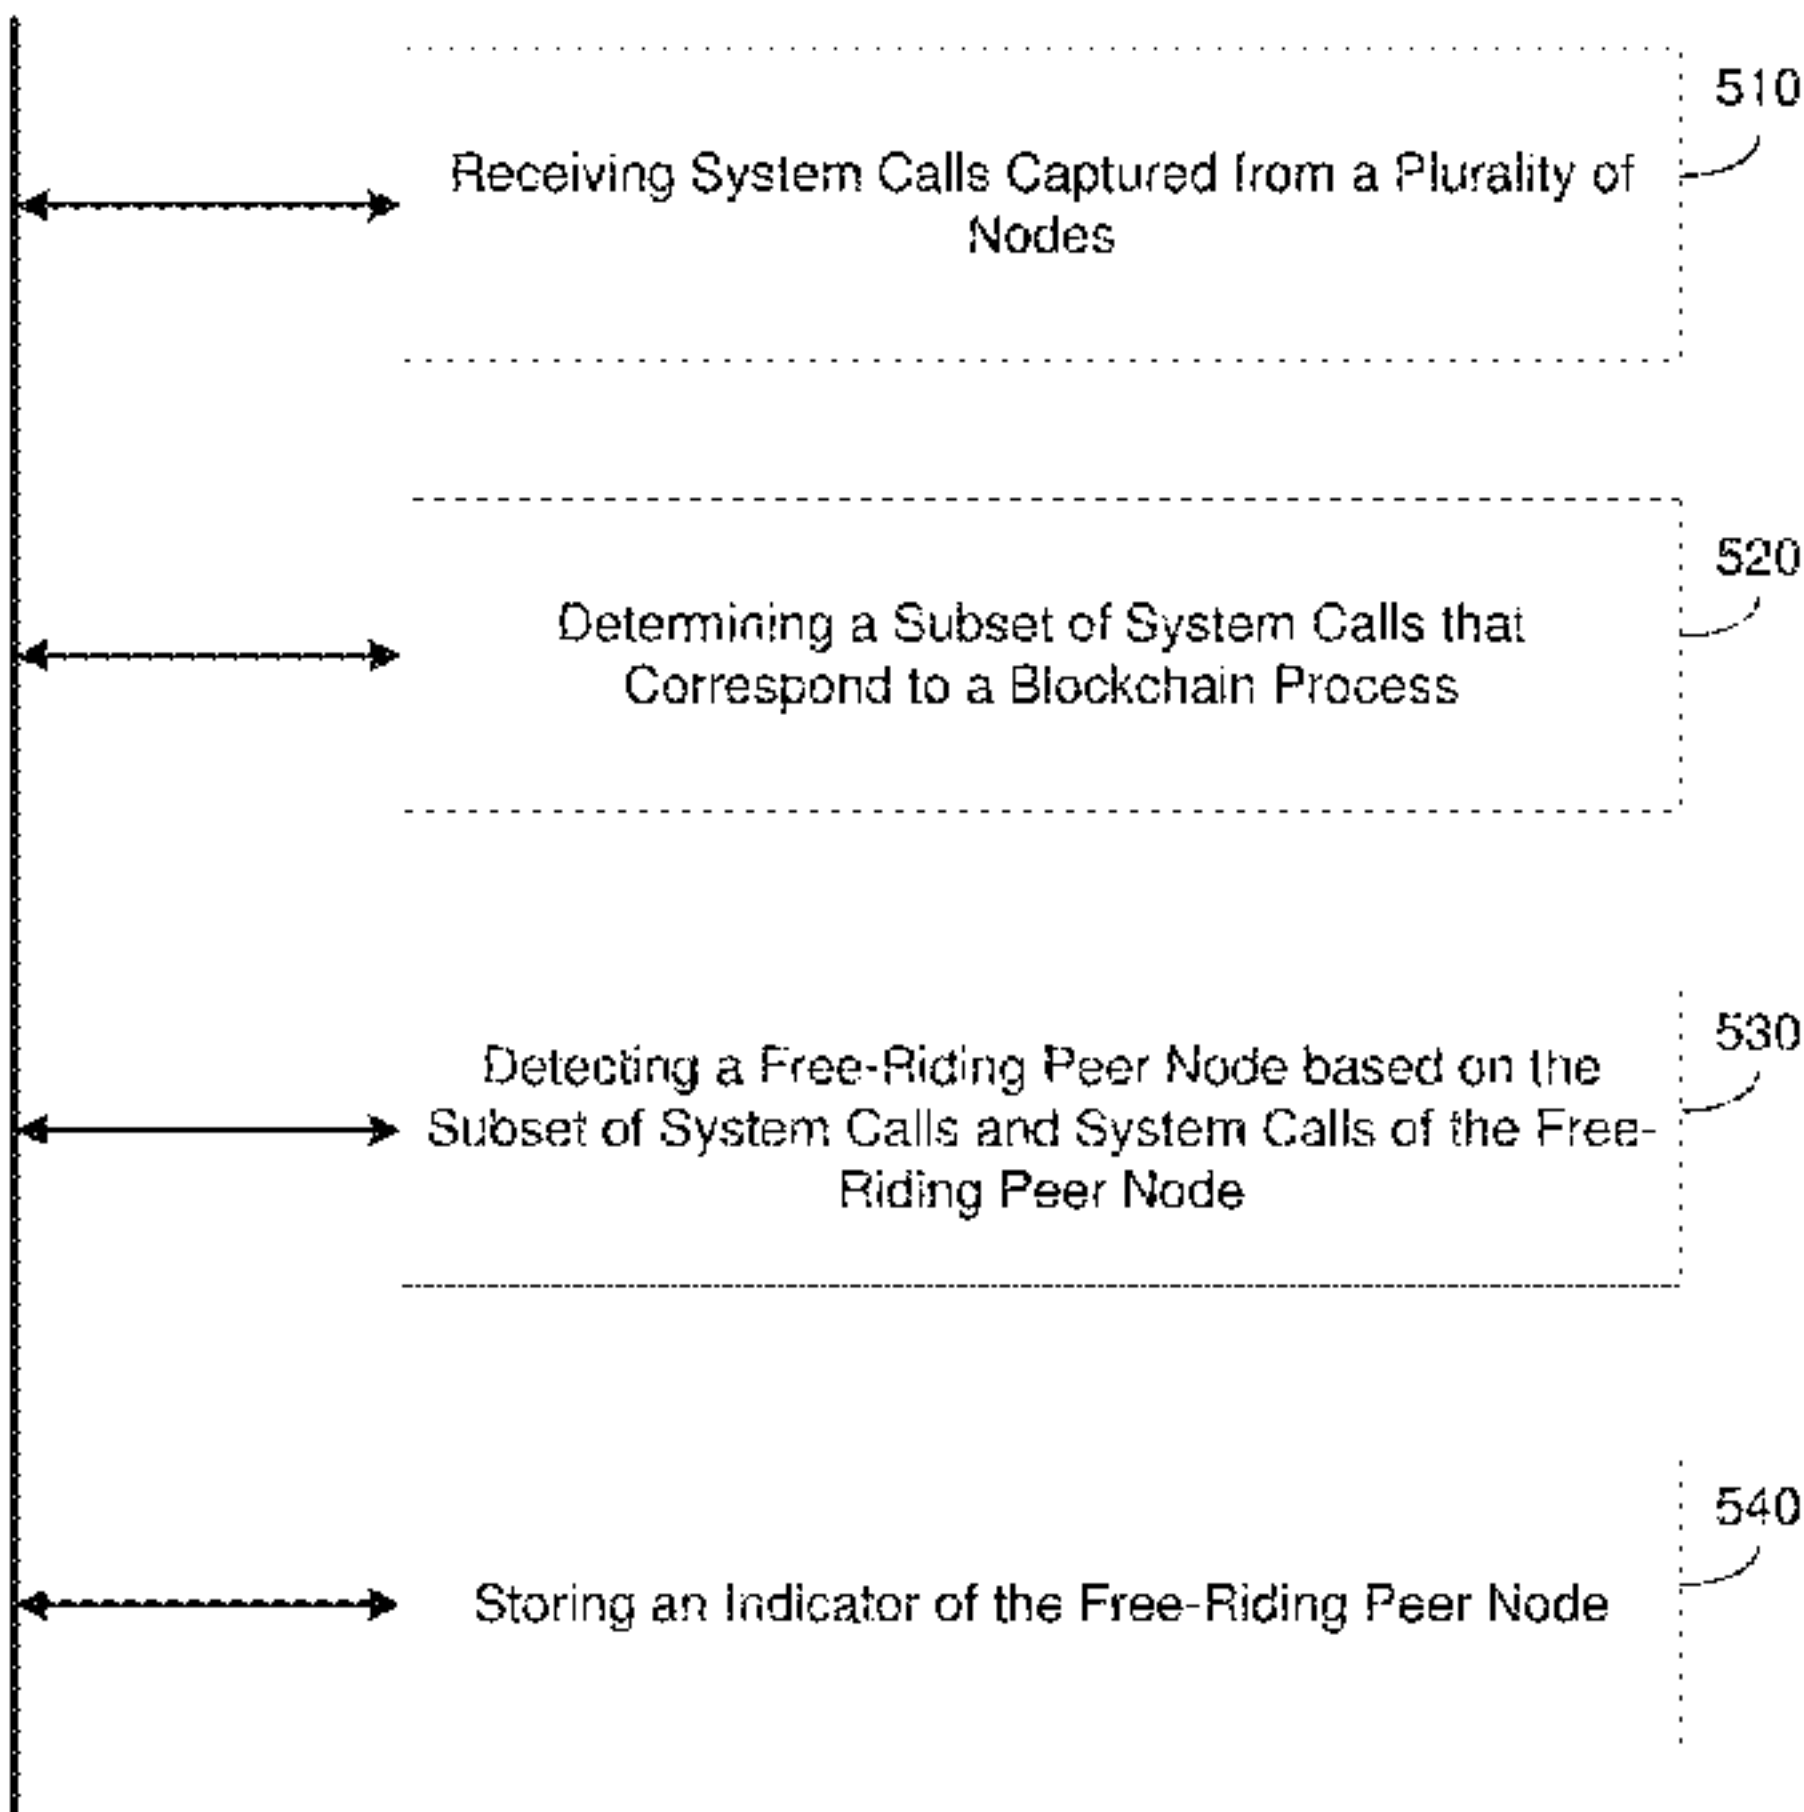 510
Receiving System Calls Captured from a Plurality of
Nodes
520
Determining a Subset of System Calls that
Correspond to a Blockchain Process
530
Detecting a Free-Riding Peer Node based on the
Subset of System Calls and System Calls of the Free-
Riding Peer Node
540
Storing an Indicator of the Free-Riding Peer Node